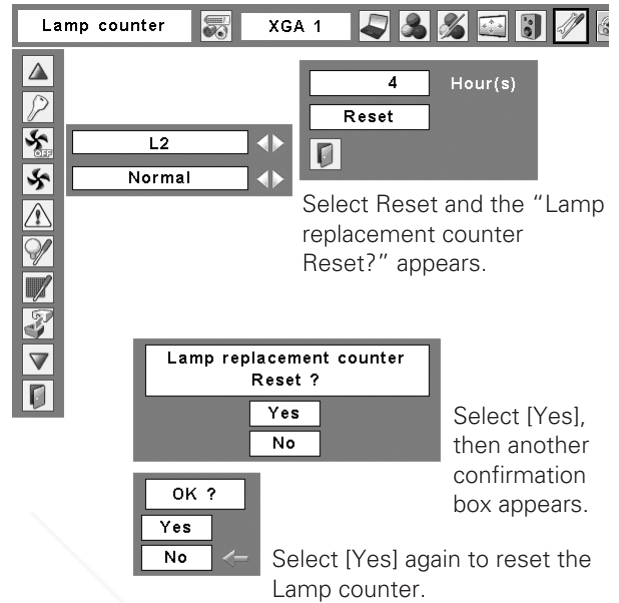 Lamp counter
XGA 1
4 Hour(s)
Reset
OFF
L2
Normal
Select Reset and the “Lamp
replacement counter
Reset?” appears.
Lamp replacement counter
Reset ?
Yes
No
Select [Yes],
then another
confirmation
box appears.
OK ?
Yes
No
Select [Yes] again to reset the
Lamp counter.